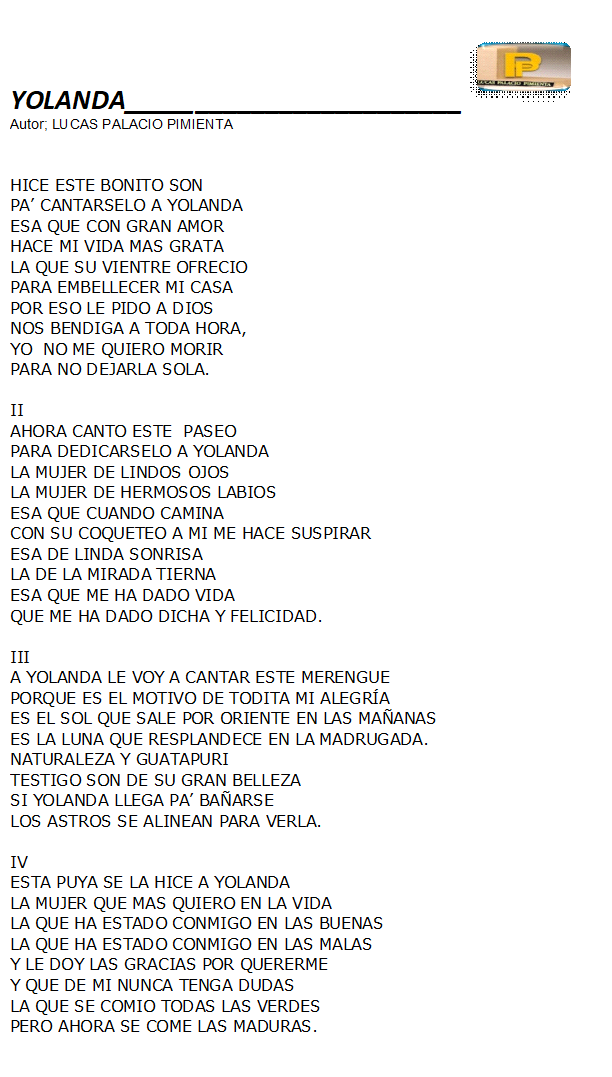 YOLANDA_________________________
Autor; LUCAS PALACIO PIMIENTA
PP
LUCAS PALACIO PIMIENTA
HICE ESTE BONITO SON
PA’ CANTARSELO A YOLANDA
ESA QUE CON GRAN AMOR
HACE MI VIDA MAS GRATA
LA QUE SU VIENTRE OFRECIO
PARA EMBELLECER MI CASA
POR ESO LE PIDO A DIOS
NOS BENDIGA A TODA HORA,
YO  NO ME QUIERO MORIR
PARA NO DEJARLA SOLA.
II
AHORA CANTO ESTE  PASEO
PARA DEDICARSELO A YOLANDA
LA MUJER DE LINDOS OJOS
LA MUJER DE HERMOSOS LABIOS
ESA QUE CUANDO CAMINA
CON SU COQUETEO A MI ME HACE SUSPIRAR
ESA DE LINDA SONRISA
LA DE LA MIRADA TIERNA
ESA QUE ME HA DADO VIDA
QUE ME HA DADO DICHA Y FELICIDAD.
III
A YOLANDA LE VOY A CANTAR ESTE MERENGUE
PORQUE ES EL MOTIVO DE TODITA MI ALEGRÍA
ES EL SOL QUE SALE POR ORIENTE EN LAS MAÑANAS
ES LA LUNA QUE RESPLANDECE EN LA MADRUGADA.
NATURALEZA Y GUATAPURI
TESTIGO SON DE SU GRAN BELLEZA
SI YOLANDA LLEGA PA’ BAÑARSE
LOS ASTROS SE ALINEAN PARA VERLA.
IV
ESTA PUYA SE LA HICE A YOLANDA
LA MUJER QUE MAS QUIERO EN LA VIDA
LA QUE HA ESTADO CONMIGO EN LAS BUENAS
LA QUE HA ESTADO CONMIGO EN LAS MALAS
Y LE DOY LAS GRACIAS POR QUERERME
Y QUE DE MI NUNCA TENGA DUDAS
LA QUE SE COMIO TODAS LAS VERDES
PERO AHORA SE COME LAS MADURAS.